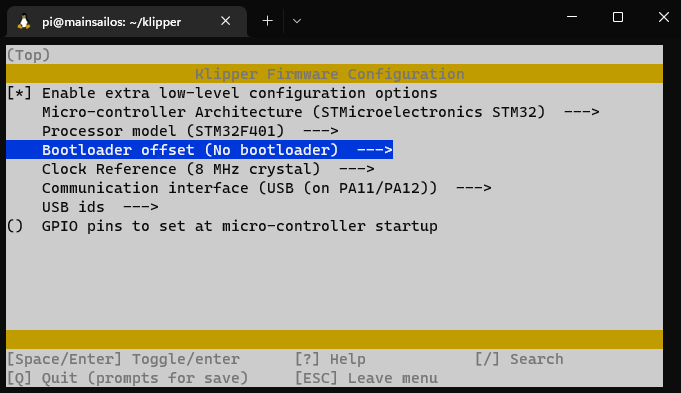 pi@mainsailos: ~/klipper
(Top)
Klipper Firmware Configuration
[*] Enable extra low-level configuration options
Micro-controller Architecture (STMicroelectronics STM32)  --->
Processor model (STM32F401)  --->
Bootloader offset (No bootloader)  --->
Clock Reference (8 MHz crystal)  --->
Communication interface (USB (on PA11/PA12))  --->
USB ids  --->
()  GPIO pins to set at micro-controller startup
[Space/Enter] Toggle/enter      [?] Help            [/] Search
[Q] Quit (prompts for save)     [ESC] Leave menu